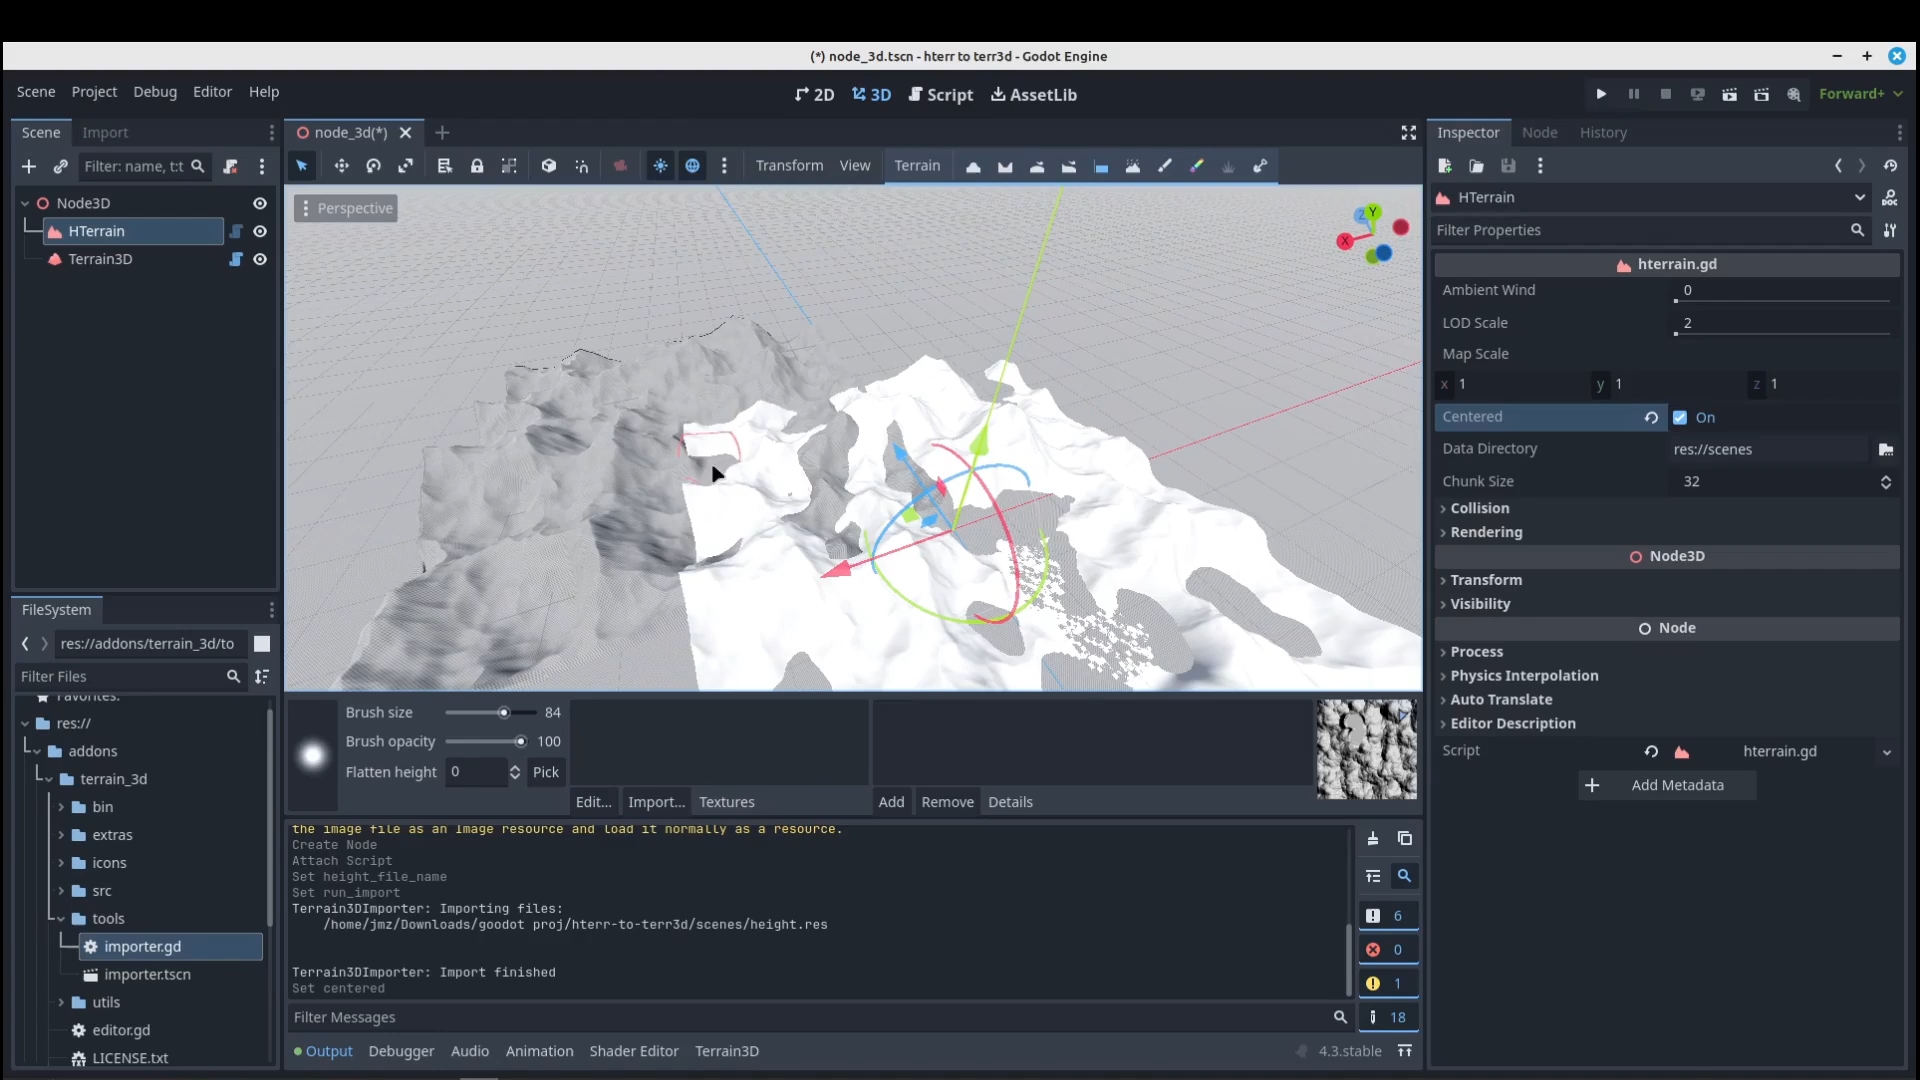 (*) node_3d.tscn - hterr to terr3d - Godot Engine
Scene Project Debug Editor Help
2D 3D Script AssetLib
Forward+
Scene Import
Filter: name, t:t
Node3D
HTerrain
Terrain3D
node_3d(*)
Transform View Terrain
Perspective
Y
Z
X
FileSystem
res://addons/terrain_3d/to
Filter Files
Favorites:
res://
addons
terrain_3d
bin
extras
icons
src
tools
importer.gd
importer.tscn
utils
editor.gd
LICENSE.txt
Brush size 84
Brush opacity 100
Flatten height 0 Pick
Edit... Import... Textures
Add Remove Details
the image file as an Image resource and load it normally as a resource.
Create Node
Attach Script
Set height_file_name
Set run_import
Terrain3DImporter: Importing files:
/home/jmz/Downloads/goodot proj/hterr-to-terr3d/scenes/height.res
Terrain3DImporter: Import finished
Set centered
Filter Messages
6
0
1
18
Output Debugger Audio Animation Shader Editor Terrain3D
4.3.stable
Inspector Node History
HTerrain
Filter Properties
hterrain.gd
Ambient Wind 0
LOD Scale 2
Map Scale
x 1 y 1 z 1
Centered On
Data Directory res://scenes
Chunk Size 32
Collision
Rendering
Node3D
Transform
Visibility
Node
Process
Physics Interpolation
Auto Translate
Editor Description
Script hterrain.gd
Add Metadata